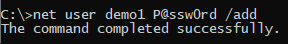 C:\>net user demo1 P@ssw0rd /add
The command completed successfully.